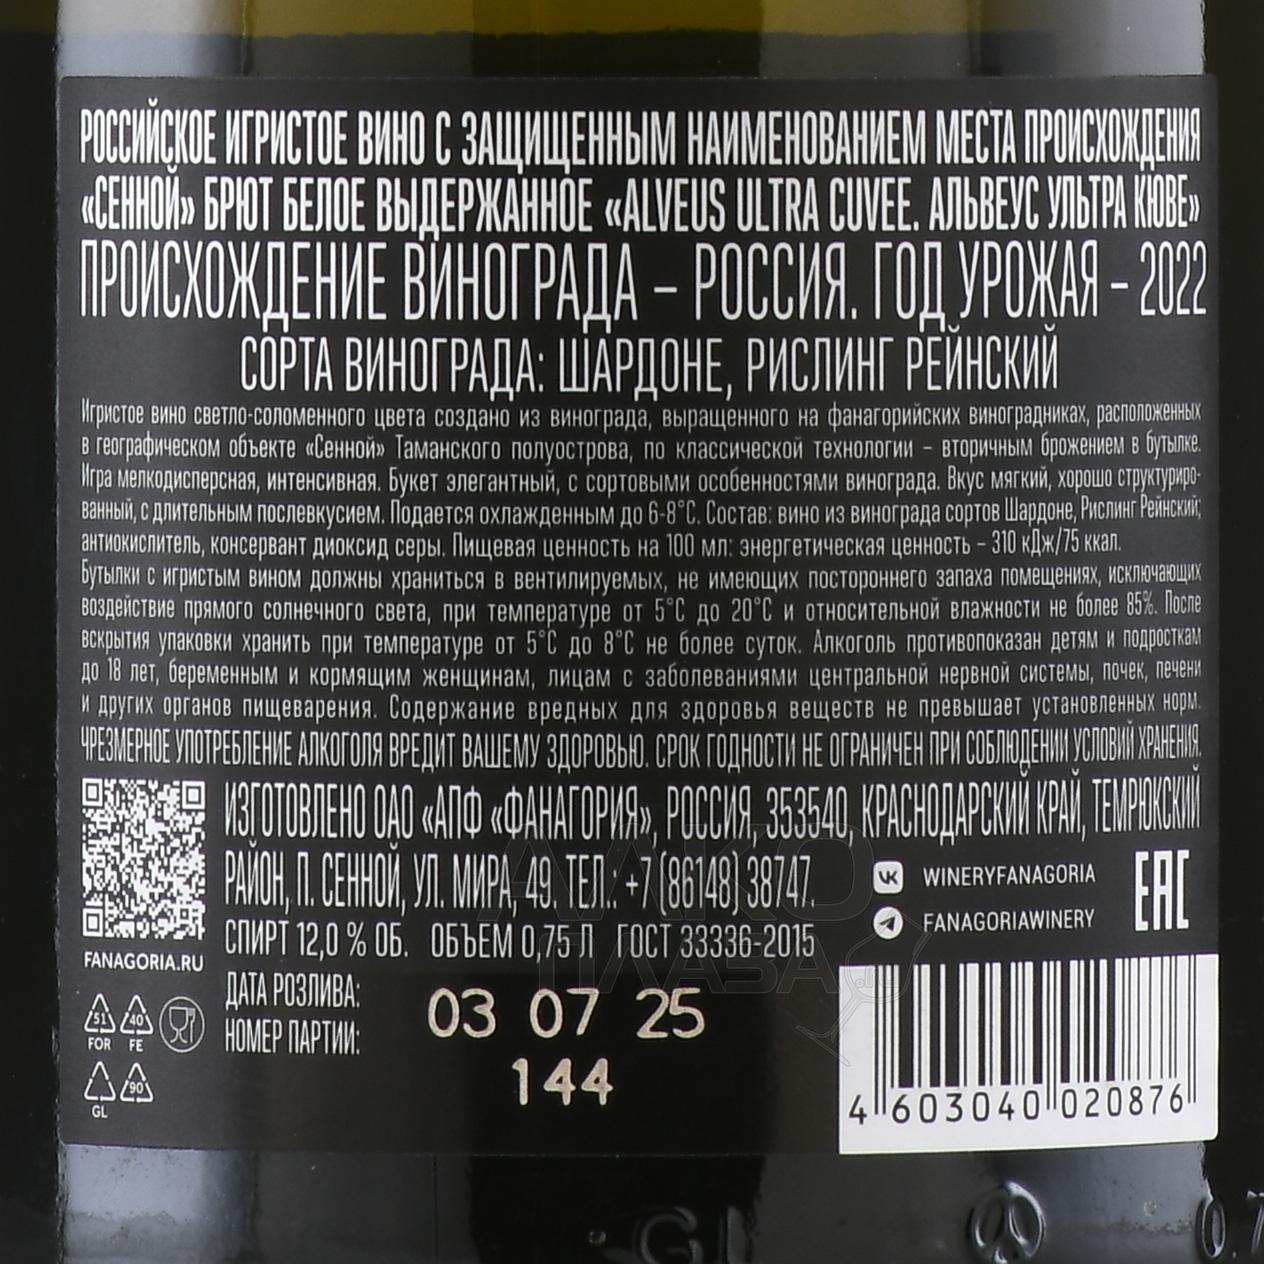 РОССИЙСКОЕ ИГРИСТОЕ ВИНО С ЗАЩИЩЕННЫМ НАИМЕНОВАНИЕМ МЕСТА ПРОИСХОЖДЕНИЯ
«СЕННОЙ» БРЮТ БЕЛОЕ ВЫДЕРЖАННОЕ «ALVEUS ULTRA CUVEE. АЛЬВЕУС УЛЬТРА КЮВЕ»
ПРОИСХОЖДЕНИЕ ВИНОГРАДА – РОССИЯ. ГОД УРОЖАЯ – 2022
СОРТА ВИНОГРАДА: ШАРДОНЕ, РИСЛИНГ РЕЙНСКИЙ
Игристое вино светло-соломенного цвета создано из винограда, выращенного на фанагорийских виноградниках, расположенных
в географическом объекте «Сенной» Таманского полуострова, по классической технологии – вторичным брожением в бутылке.
Игра мелкодисперсная, интенсивная. Букет элегантный, с сортовыми особенностями винограда. Вкус мягкий, хорошо структуриро-
ванный, с длительным послевкусием. Подается охлажденным до 6-8°C. Состав: вино из винограда сортов Шардоне, Рислинг Рейнский;
антиокислитель, консервант диоксид серы. Пищевая ценность на 100 мл: энергетическая ценность – 310 кДж/75 ккал.
Бутылки с игристым вином должны храниться в вентилируемых, не имеющих постороннего запаха помещениях, исключающих
воздействие прямого солнечного света, при температуре от 5°C до 20°C и относительной влажности не более 85%. После
вскрытия упаковки хранить при температуре от 5°C до 8°C не более суток. Алкоголь противопоказан детям и подросткам
до 18 лет, беременным и кормящим женщинам, лицам с заболеваниями центральной нервной системы, почек, печени
и других органов пищеварения. Содержание вредных для здоровья веществ не превышает установленных норм.
ЧРЕЗМЕРНОЕ УПОТРЕБЛЕНИЕ АЛКОГОЛЯ ВРЕДИТ ВАШЕМУ ЗДОРОВЬЮ. СРОК ГОДНОСТИ НЕ ОГРАНИЧЕН ПРИ СОБЛЮДЕНИИ УСЛОВИЙ ХРАНЕНИЯ.
ИЗГОТОВЛЕНО ОАО «АПФ «ФАНАГОРИЯ», РОССИЯ, 353540, КРАСНОДАРСКИЙ КРАЙ, ТЕМРЮКСКИЙ
РАЙОН, П. СЕННОЙ, УЛ. МИРА, 49. ТЕЛ.: +7 (86148) 38747.
СПИРТ 12,0 % ОБ. ОБЪЕМ 0,75 Л ГОСТ 33336-2015
WINERYFANAGORIA
FANAGORIAWINERY
EAC
FANAGORIA.RU
ДАТА РОЗЛИВА: 03 07 25
НОМЕР ПАРТИИ: 144
51 40
FOR FE
90
GL
4 603040 020876
АЛКО
ПЛАЗА
GL
0.7